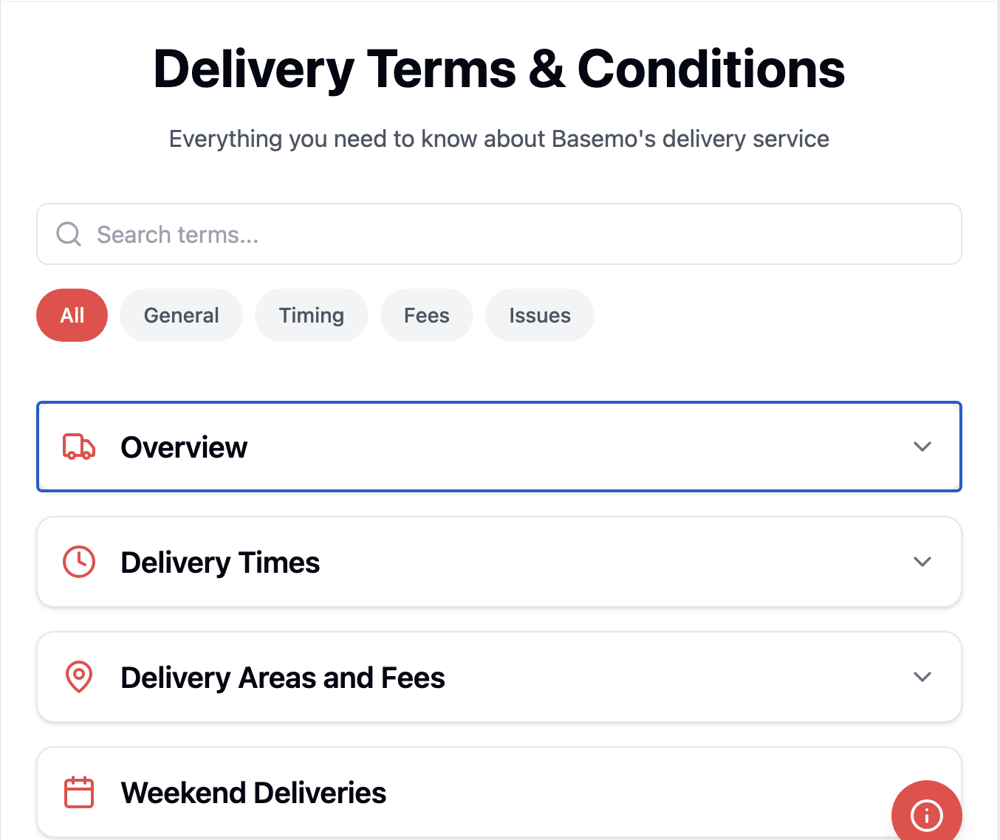 Delivery Terms & Conditions
Everything you need to know about Basemo's delivery service
Search terms...
All General Timing Fees Issues
Overview
Delivery Times
Delivery Areas and Fees
Weekend Deliveries